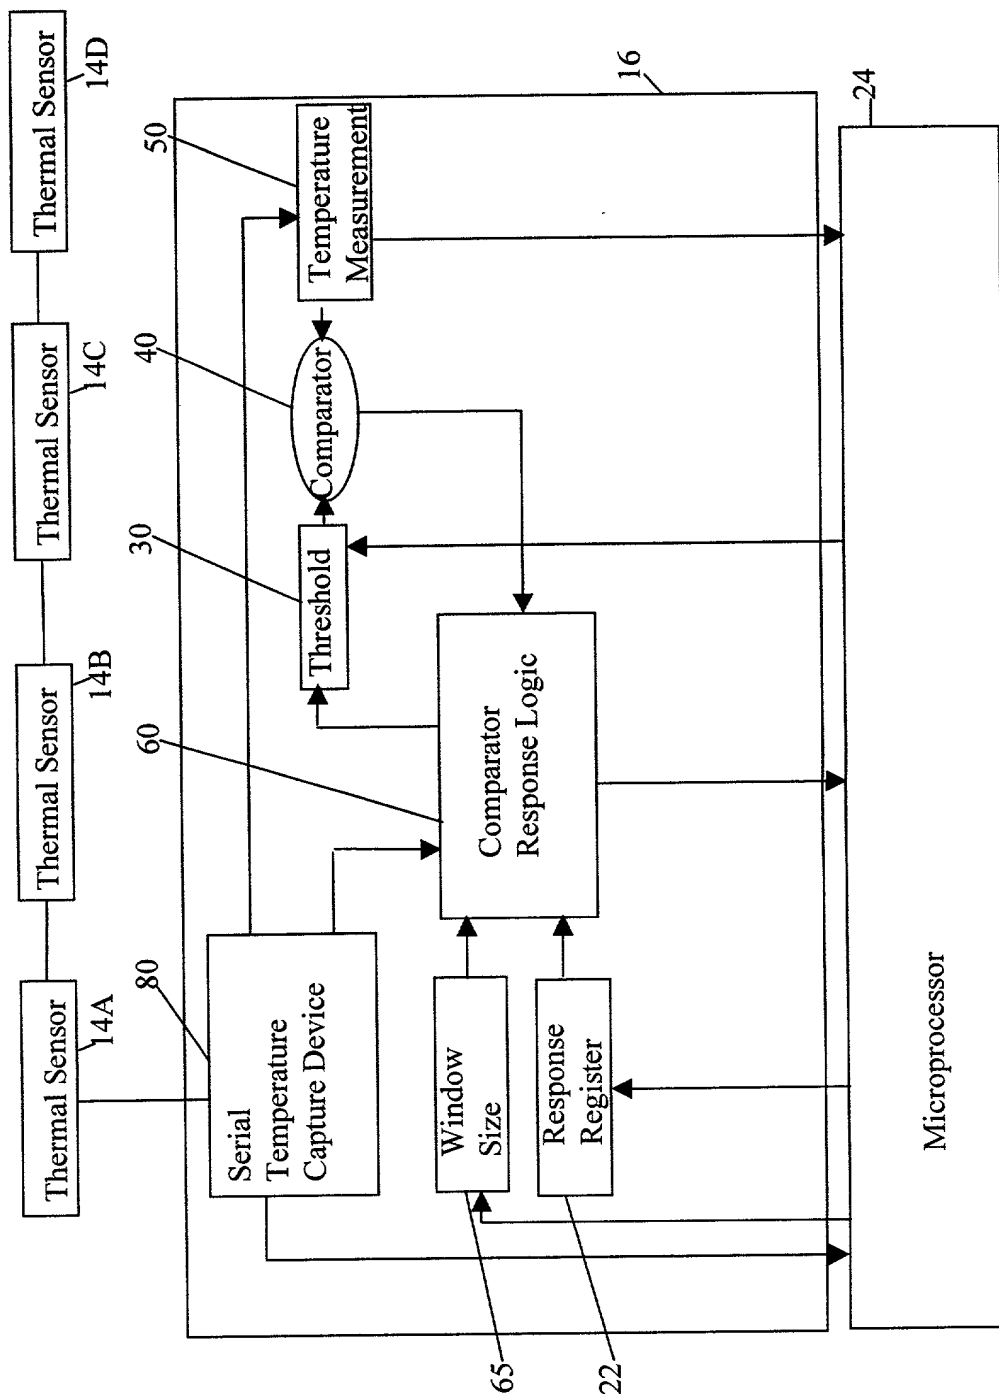 Thermal Sensor
14A
Thermal Sensor
14B
Thermal Sensor
14C
Thermal Sensor
14D
80
Serial
Temperature
Capture Device
60
30
Threshold
40
Comparator
50
Temperature
Measurement
16
65
Window
Size
22
Response
Register
Comparator
Response Logic
24
Microprocessor